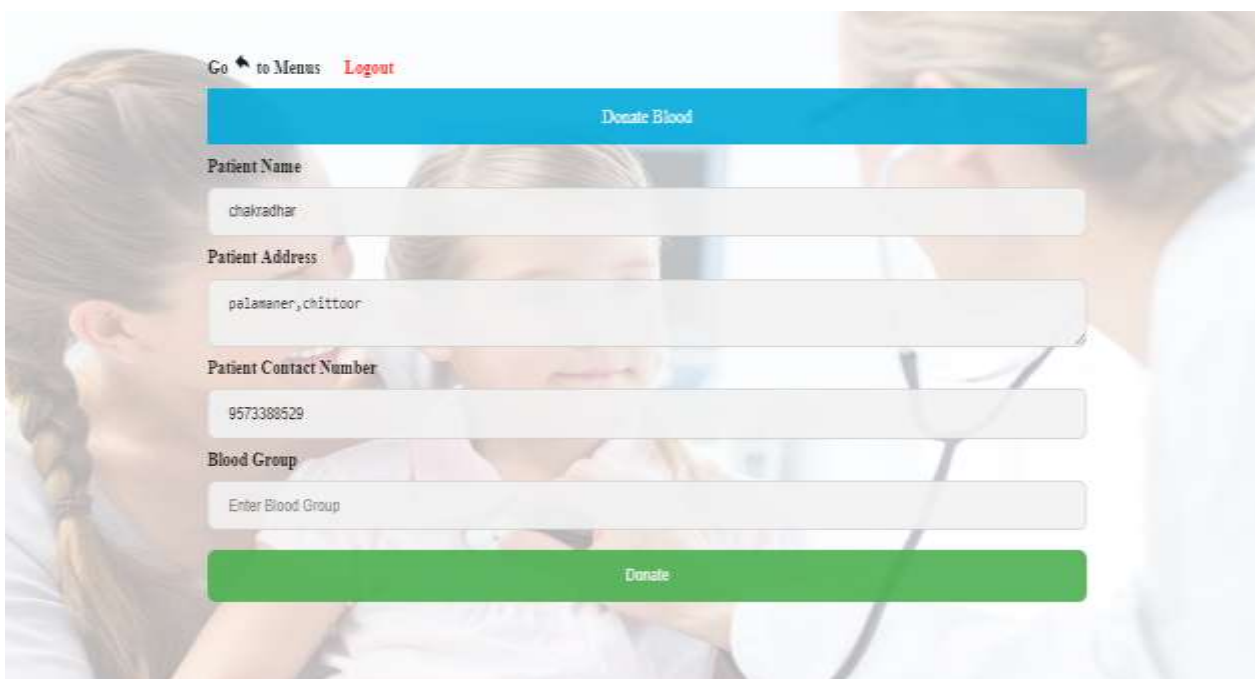 Go to Menus Logout
Donate Blood
Patient Name
chakradhar
Patient Address
palamaner,chittoor
Patient Contact Number
9573388529
Blood Group
Enter Blood Group
Donate